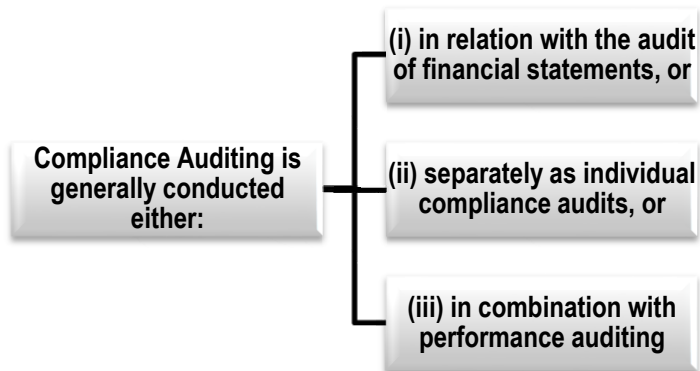 Compliance Auditing is
generally conducted
either:
(i) in relation with the audit
of financial statements, or
(ii) separately as individual
compliance audits, or
(iii) in combination with
performance auditing